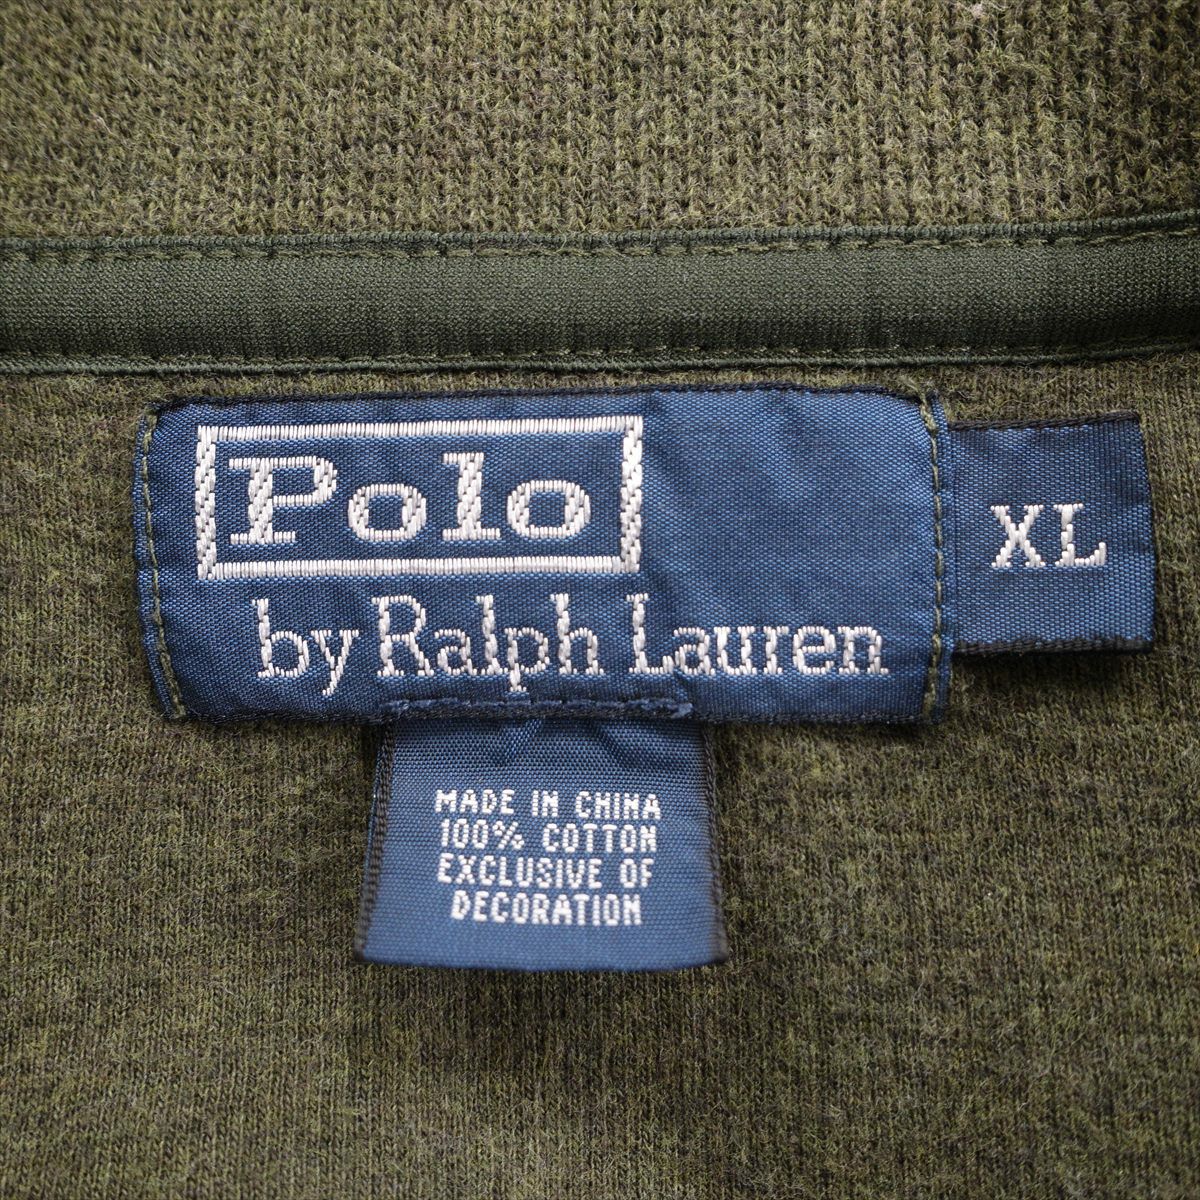 Polo
by Ralph Lauren
XL
MADE IN CHINA
100% COTTON
EXCLUSIVE OF
DECORATION